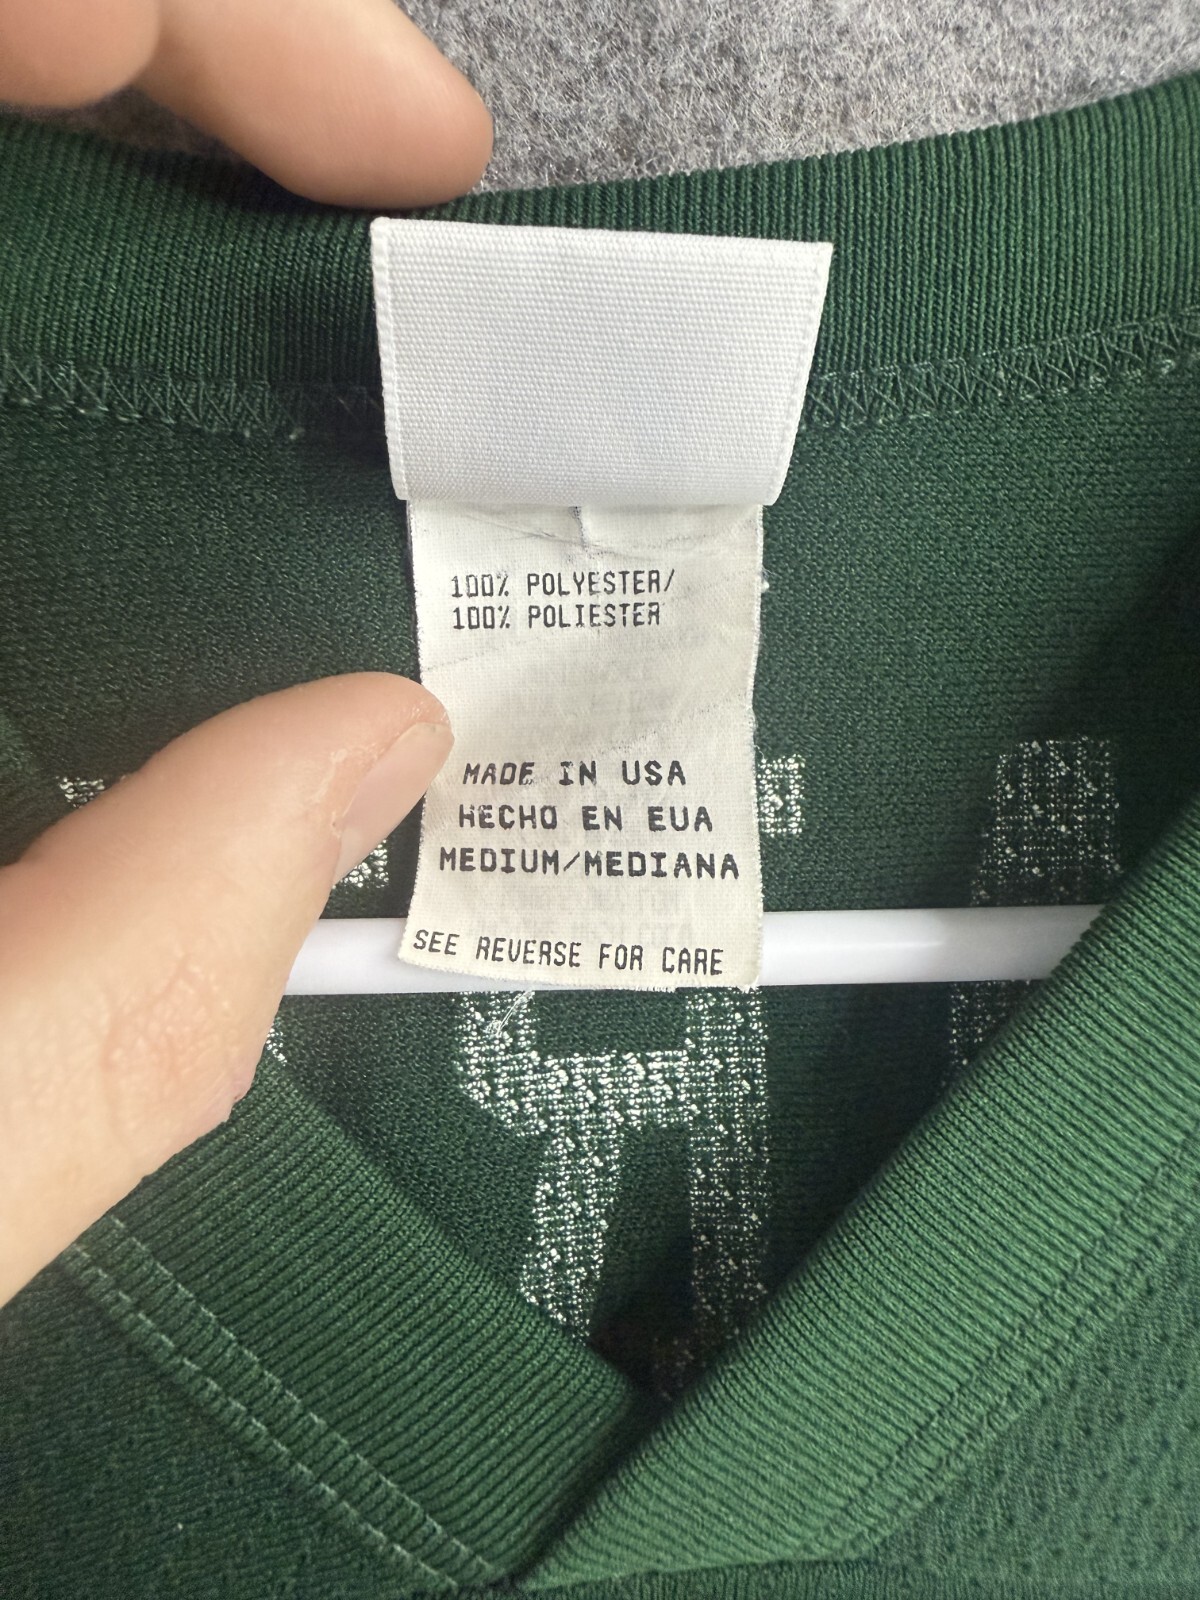 100% POLYESTER/
100% POLIESTER
MADE IN USA
HECHO EN EUA
MEDIUM/MEDIANA
SEE REVERSE FOR CARE